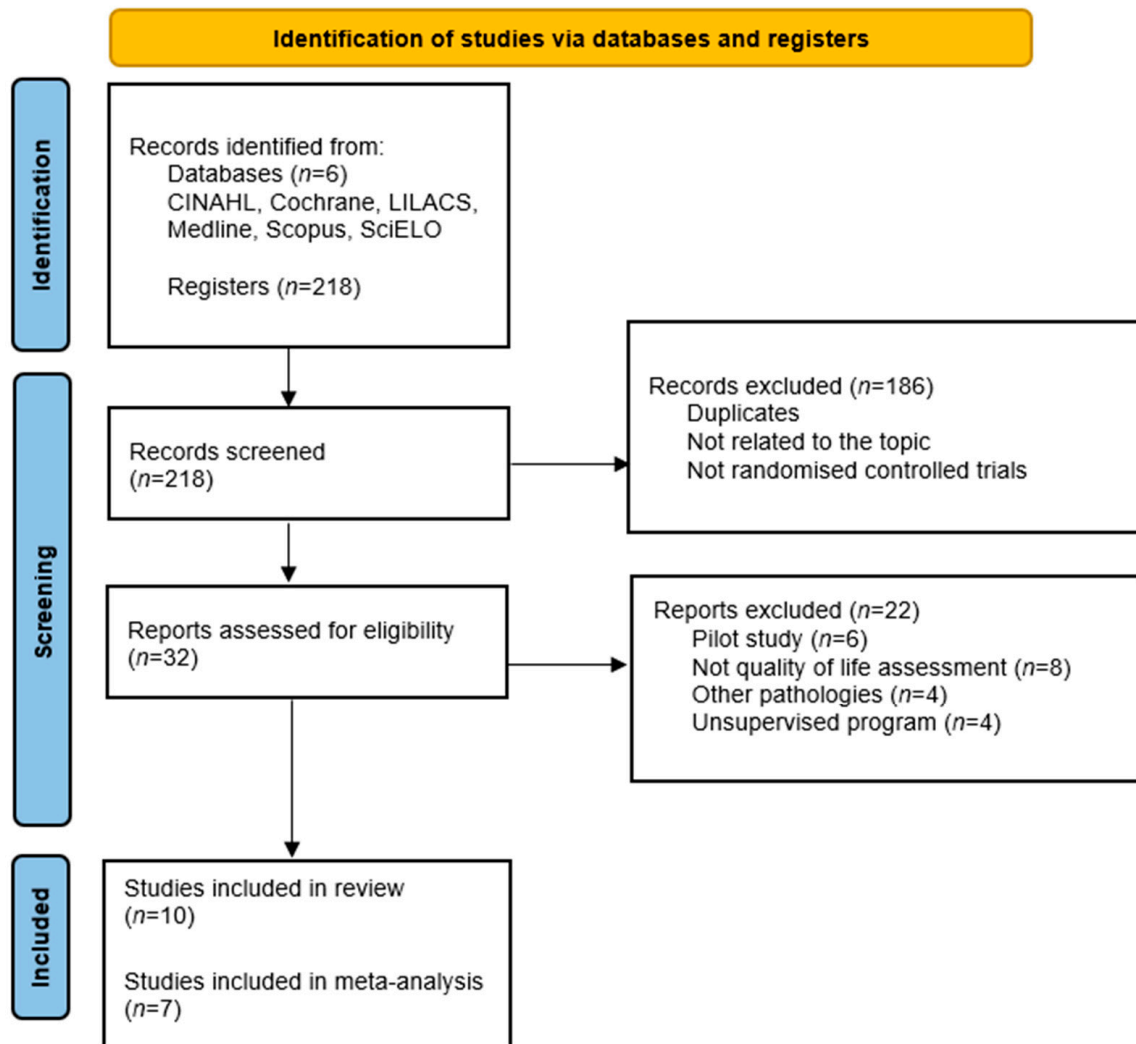 Identification of studies via databases and registers
Identification
Records identified from:
Databases (n=6)
CINAHL, Cochrane, LILACS,
Medline, Scopus, SciELO
Registers (n=218)
Records excluded (n=186)
Duplicates
Not related to the topic
Not randomised controlled trials
Screening
Records screened
(n=218)
Reports assessed for eligibility
(n=32)
Reports excluded (n=22)
Pilot study (n=6)
Not quality of life assessment (n=8)
Other pathologies (n=4)
Unsupervised program (n=4)
Included
Studies included in review
(n=10)
Studies included in meta-analysis
(n=7)